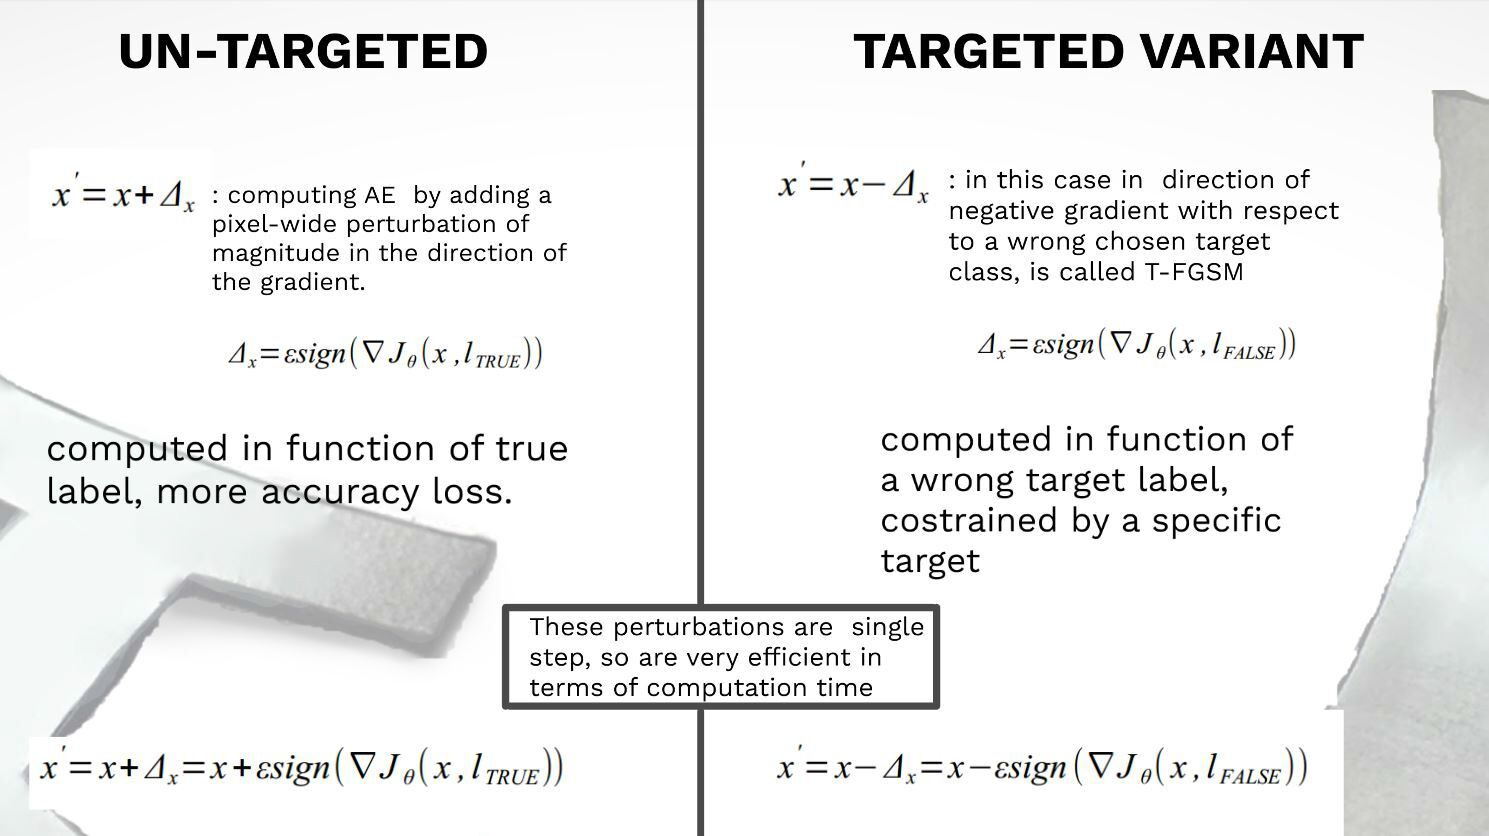 UN-TARGETED
x' = x + Δx : computing AE by adding a
pixel-wide perturbation of
magnitude in the direction of
the gradient.
Δx = εsign(∇Jθ(x, lTRUE))
computed in function of true
label, more accuracy loss.
TARGETED VARIANT
x' = x − Δx : in this case in direction of
negative gradient with respect
to a wrong chosen target
class, is called T-FGSM
Δx = εsign(∇Jθ(x, lFALSE))
computed in function of
a wrong target label,
costrained by a specific
target
These perturbations are single
step, so are very efficient in
terms of computation time
x' = x + Δx = x + εsign(∇Jθ(x, lTRUE))
x' = x − Δx = x − εsign(∇Jθ(x, lFALSE))